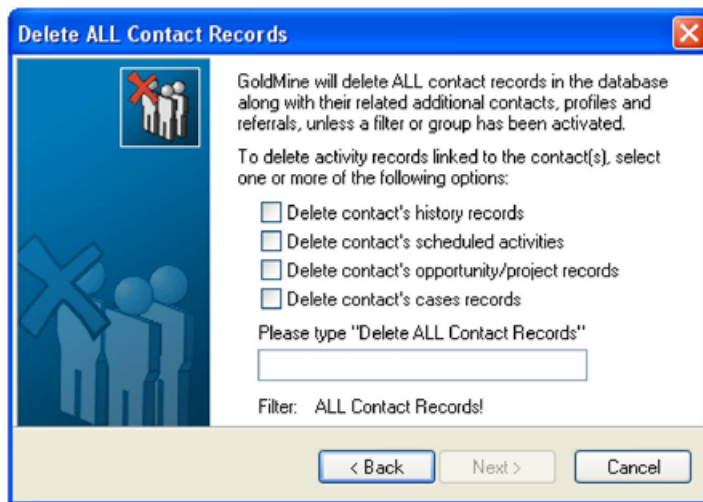 Delete ALL Contact Records
GoldMine will delete ALL contact records in the database
along with their related additional contacts, profiles and
referrals, unless a filter or group has been activated.
To delete activity records linked to the contact(s), select
one or more of the following options:
Delete contact's history records
Delete contact's scheduled activities
Delete contact's opportunity/project records
Delete contact's cases records
Please type "Delete ALL Contact Records"
Filter: ALL Contact Records!
< Back Next > Cancel